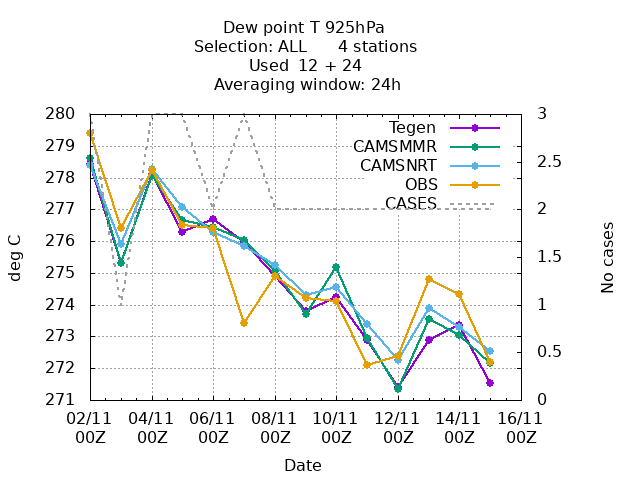 Dew point T 925hPa
Selection: ALL 4 stations
Used 12 + 24
Averaging window: 24h
280
279
278
277
276
275
274
273
272
271
3
2.5
2
1.5
1
0.5
0
deg C
No cases
Tegen
CAMSMMR
CAMSNRT
OBS
CASES
02/11 04/11 06/11 08/11 10/11 12/11 14/11 16/11
00Z 00Z 00Z 00Z 00Z 00Z 00Z 00Z
Date